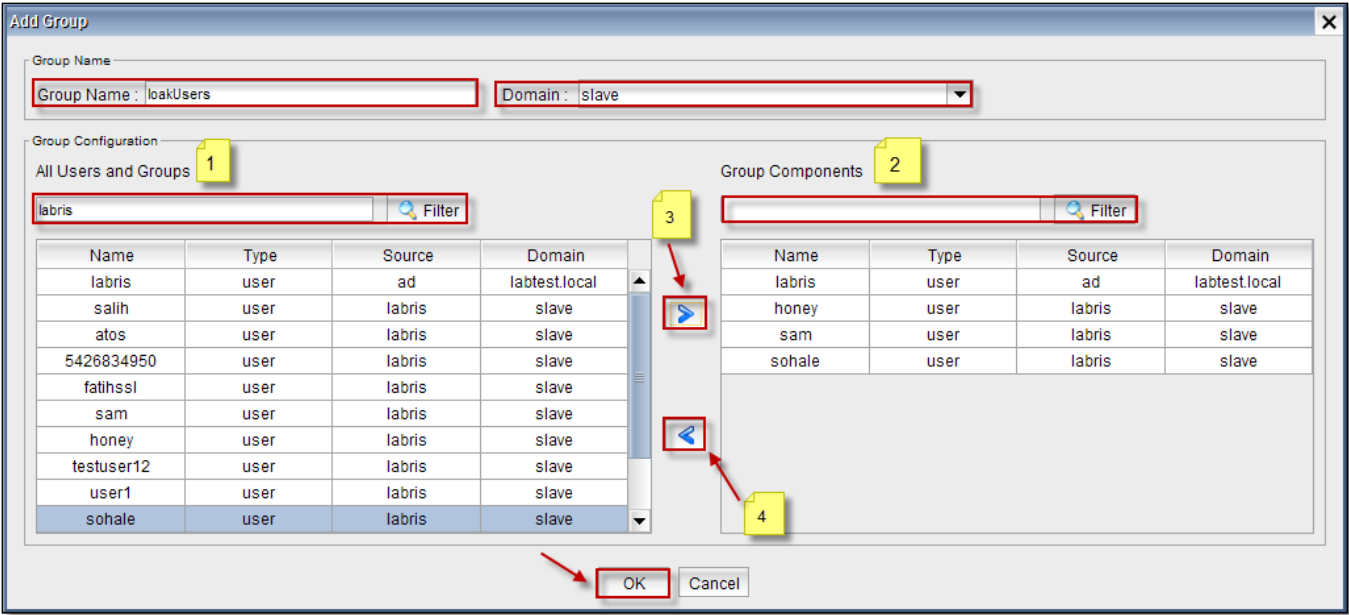 Add Group
Group Name
Group Name : loakUsers Domain : slave
Group Configuration
All Users and Groups 1 Group Components 2
labris Filter 3 Filter
Name Type Source Domain Name Type Source Domain
labris user ad labtest.local labris user ad labtest.local
salih user labris slave honey user labris slave
atos user labris slave sam user labris slave
5426834950 user labris slave sohale user labris slave
fatihssl user labris slave
sam user labris slave
honey user labris slave
testuser12 user labris slave
user1 user labris slave
sohale user labris slave 4
OK Cancel